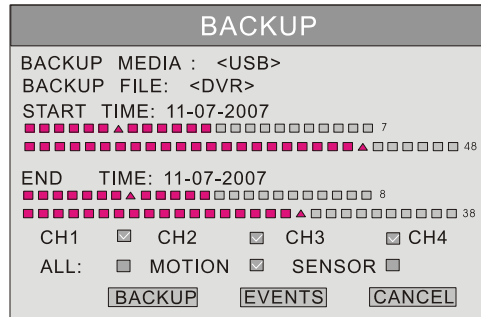 BACKUP
BACKUP MEDIA : <USB>
BACKUP FILE: <DVR>
START TIME: 11-07-2007
7
48
END TIME: 11-07-2007
8
38
CH1 CH2 CH3 CH4
ALL: MOTION SENSOR
BACKUP EVENTS CANCEL